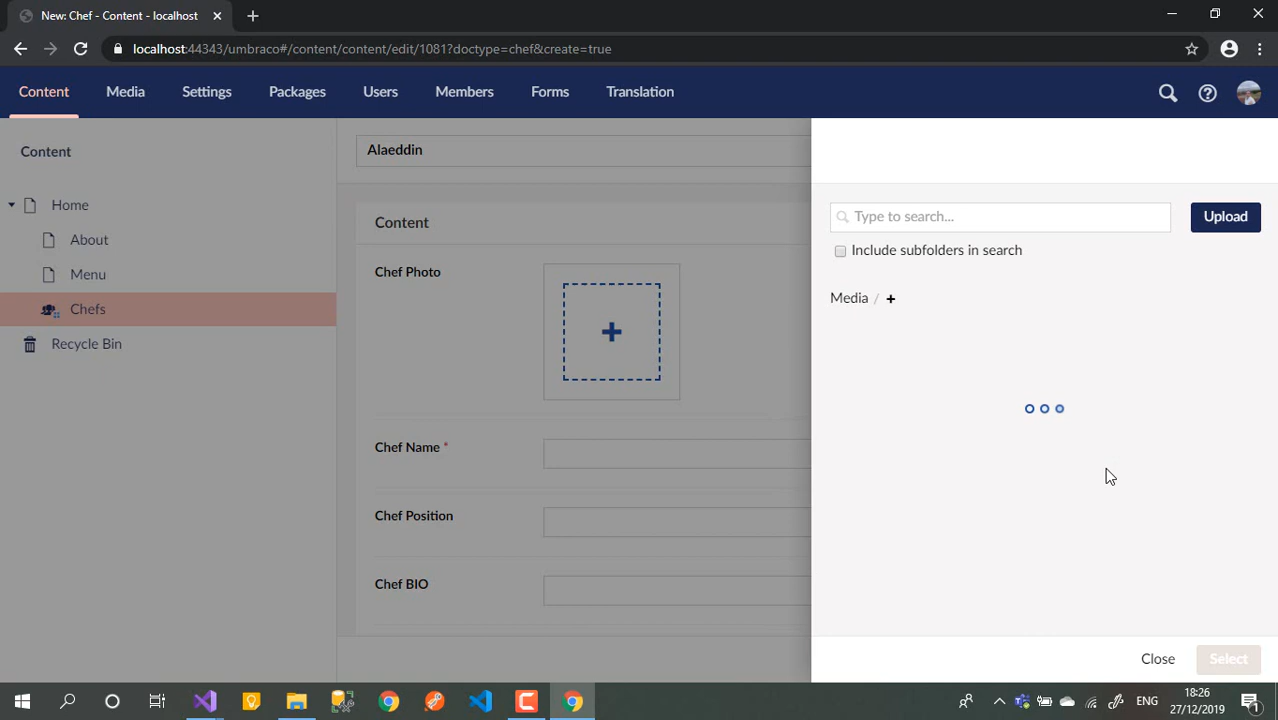 New: Chef - Content - localhost
localhost:44343/umbraco#/content/content/edit/1081?doctype=chef&create=true
Content Media Settings Packages Users Members Forms Translation
Content
Home
About
Menu
Chefs
Recycle Bin
Alaeddin
Content
Chef Photo
Chef Name *
Chef Position
Chef BIO
Type to search...
Upload
Include subfolders in search
Media / +
Close
Select
ENG
18:26
27/12/2019
1